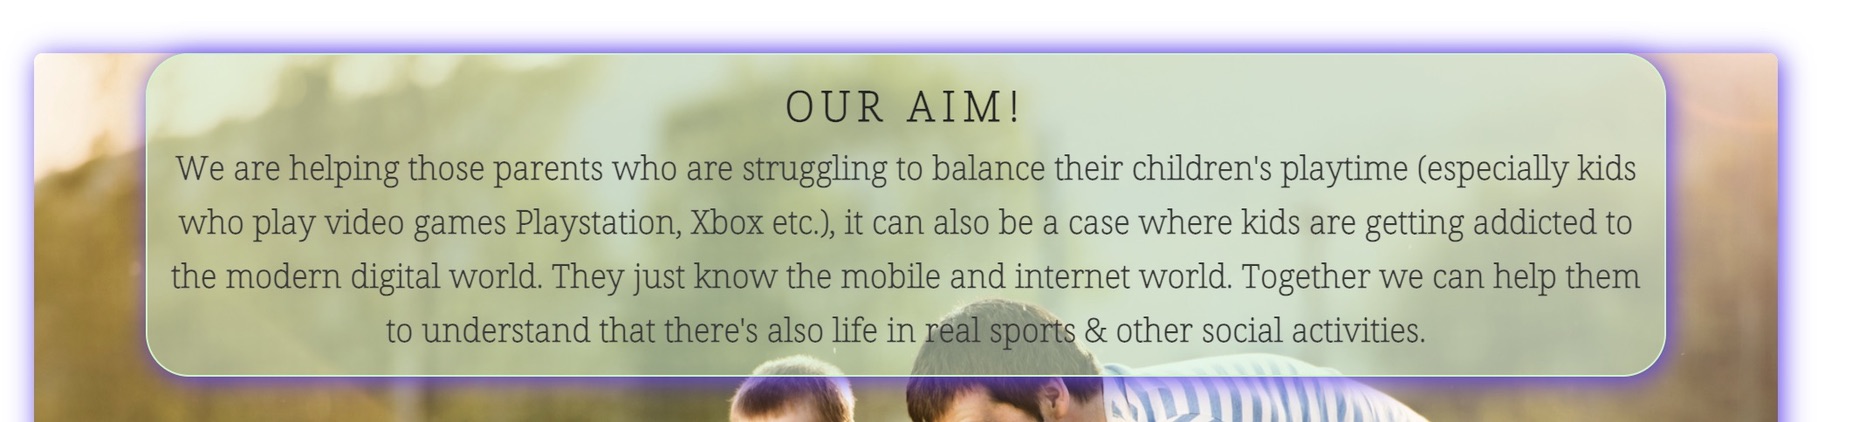 OUR AIM!
We are helping those parents who are struggling to balance their children's playtime (especially kids
who play video games Playstation, Xbox etc.), it can also be a case where kids are getting addicted to
the modern digital world. They just know the mobile and internet world. Together we can help them
to understand that there's also life in real sports & other social activities.